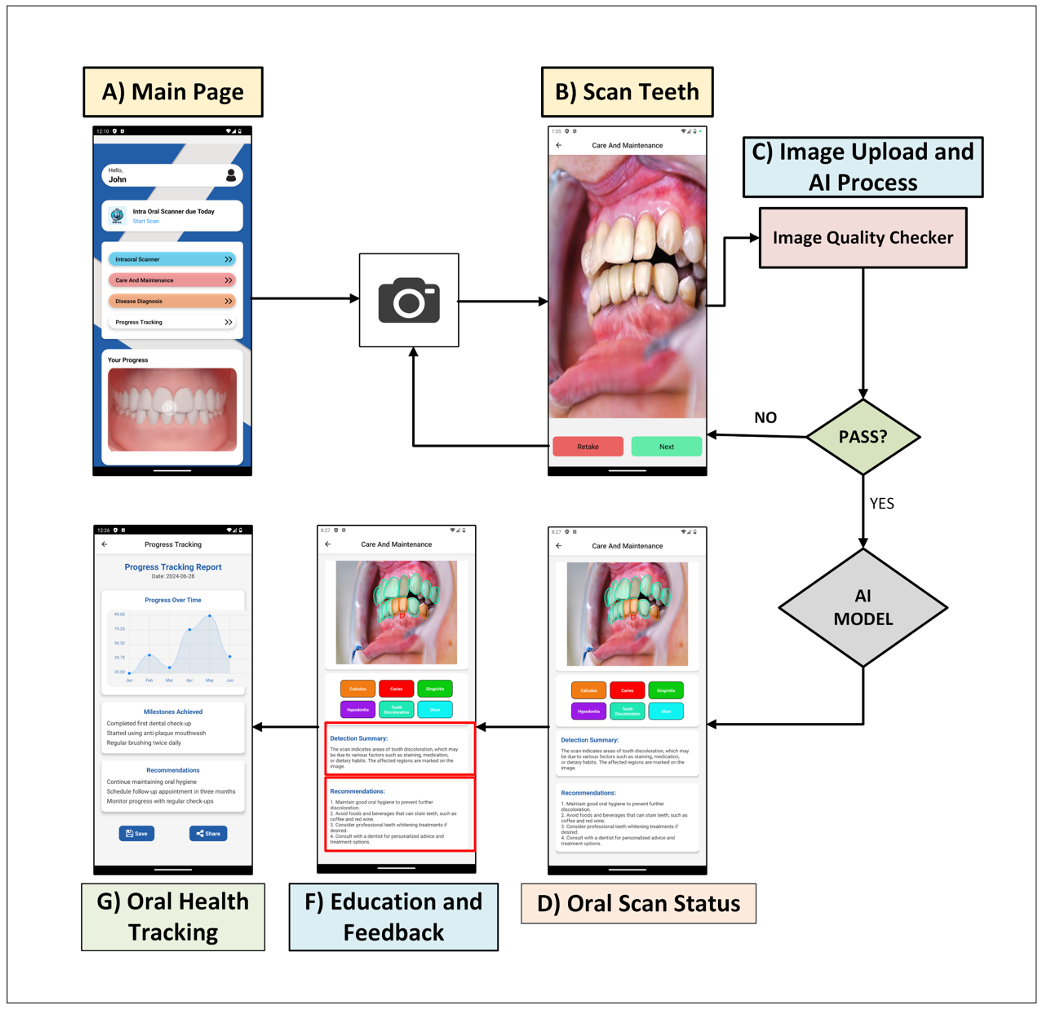 A) Main Page
12:10
Hello,
John
Intra Oral Scanner due Today
Start Scan
Intraoral Scanner
Care And Maintenance
Disease Diagnosis
Progress Tracking
Your Progress
B) Scan Teeth
1:05
Care And Maintenance
Retake
Next
C) Image Upload and
AI Process
Image Quality Checker
NO
PASS?
YES
AI
MODEL
12:26
Progress Tracking
Progress Tracking Report
Date: 2024-06-28
Progress Over Time
Jan
Feb
Mar
Apr
May
Jun
Milestones Achieved
Completed first dental check-up
Started using anti-plaque mouthwash
Regular brushing twice daily
Recommendations
Continue maintaining oral hygiene
Schedule follow-up appointment in three months
Monitor progress with regular check-ups
Save
Share
8:27
Care And Maintenance
Calculus
Caries
Gingivitis
Hypodontia
Tooth
Discoloration
Ulcer
Detection Summary:
The scan indicates areas of tooth discoloration, which may
be due to various factors such as staining, medication,
or dietary habits. The affected regions are marked on the
image.
Recommendations:
1. Maintain good oral hygiene to prevent further
discoloration.
2. Avoid foods and beverages that can stain teeth, such as
coffee and red wine.
3. Consider professional teeth whitening treatments if
desired.
4. Consult with a dentist for personalized advice and
treatment options.
8:27
Care And Maintenance
Calculus
Caries
Gingivitis
Hypodontia
Tooth
Discoloration
Ulcer
Detection Summary:
The scan indicates areas of tooth discoloration, which may
be due to various factors such as staining, medication,
or dietary habits. The affected regions are marked on the
image.
Recommendations:
1. Maintain good oral hygiene to prevent further
discoloration.
2. Avoid foods and beverages that can stain teeth, such as
coffee and red wine.
3. Consider professional teeth whitening treatments if
desired.
4. Consult with a dentist for personalized advice and
treatment options.
G) Oral Health
Tracking
F) Education and
Feedback
D) Oral Scan Status